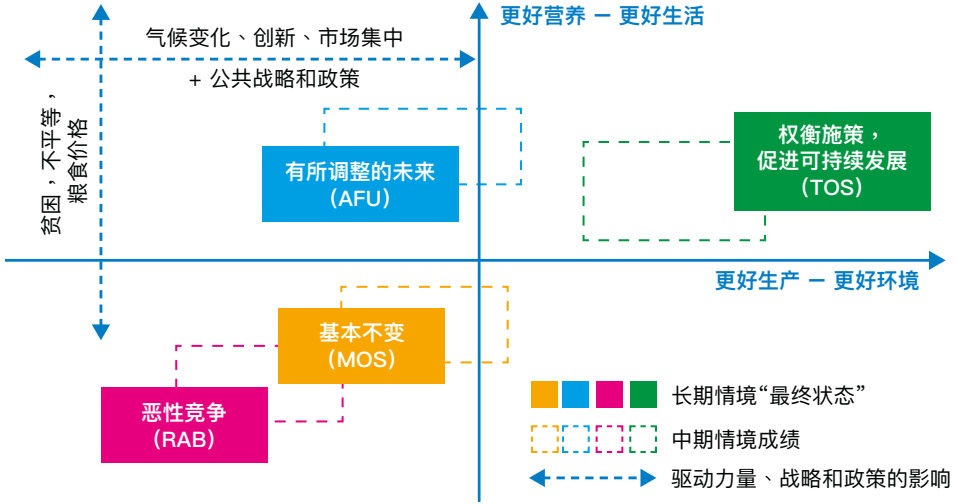 更好营养 – 更好生活
气候变化、创新、市场集中
+ 公共战略和政策
贫困，不平等，
粮食价格
有所调整的未来
(AFU)
权衡施策，
促进可持续发展
(TOS)
更好生产 – 更好环境
基本不变
(MOS)
恶性竞争
(RAB)
长期情境“最终状态”
中期情境成绩
驱动力量、战略和政策的影响